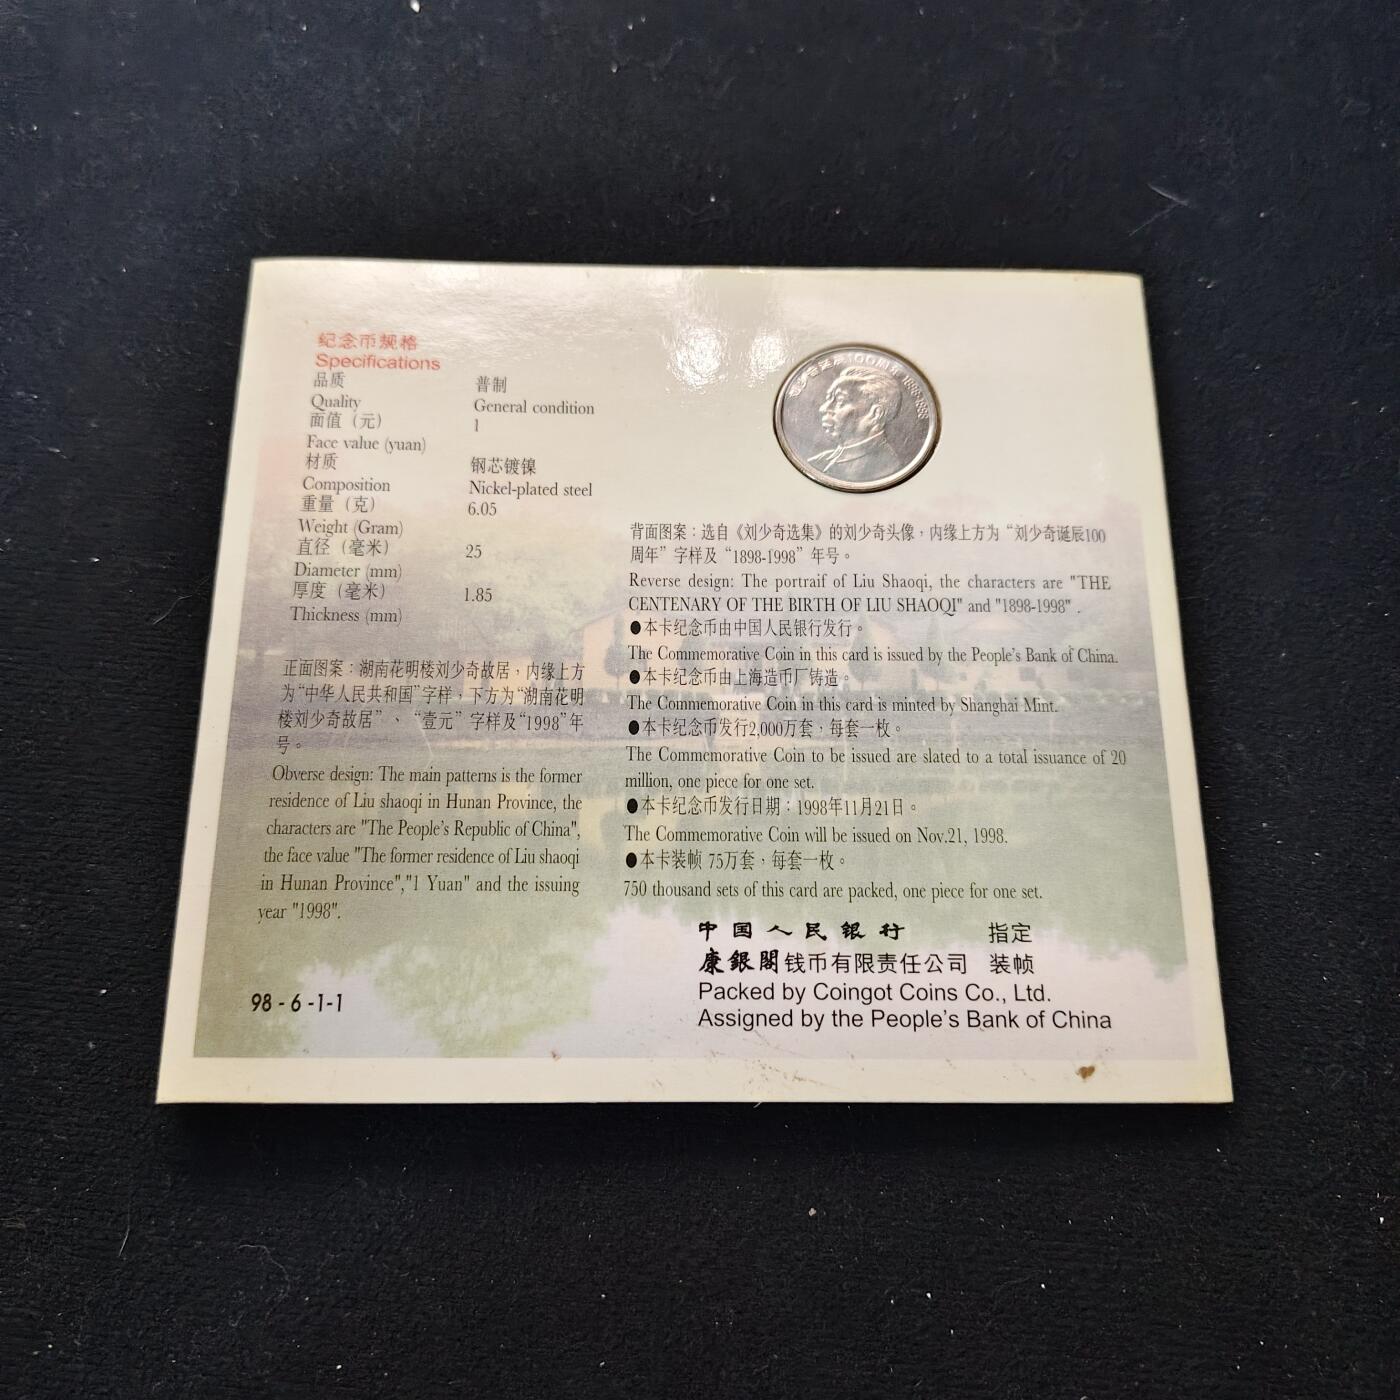 纪念币规格
Specifications
品质 普制
Quality General condition
面值（元） 1
Face value (yuan)
材质 钢芯镀镍
Composition Nickel-plated steel
重量（克） 6.05
Weight (Gram)
直径（毫米） 25
Diameter (mm)
厚度（毫米） 1.85
Thickness (mm)
正面图案：湖南花明楼刘少奇故居，内缘上方
为“中华人民共和国”字样，下方为“湖南花明
楼刘少奇故居”、“壹元”字样及“1998”年
号。
Obverse design: The main patterns is the former
residence of Liu shaoqi in Hunan Province, the
characters are "The People's Republic of China",
the face value "The former residence of Liu shaoqi
in Hunan Province","1 Yuan" and the issuing
year "1998".
98-6-1-1
刘少奇诞辰100周年 1898-1998
背面图案：选自《刘少奇选集》的刘少奇头像，内缘上方为“刘少奇诞辰100
周年”字样及“1898-1998”年号。
Reverse design: The portraif of Liu Shaoqi, the characters are "THE
CENTENARY OF THE BIRTH OF LIU SHAOQI" and "1898-1998" .
●本卡纪念币由中国人民银行发行。
The Commemorative Coin in this card is issued by the People's Bank of China.
●本卡纪念币由上海造币厂铸造。
The Commemorative Coin in this card is minted by Shanghai Mint.
●本卡纪念币发行2,000万套，每套一枚。
The Commemorative Coin to be issued are slated to a total issuance of 20
million, one piece for one set.
●本卡纪念币发行日期：1998年11月21日。
The Commemorative Coin will be issued on Nov.21, 1998.
●本卡装帧 75万套，每套一枚。
750 thousand sets of this card are packed, one piece for one set.
中国人民银行 指定
康銀閣钱币有限责任公司 装帧
Packed by Coingot Coins Co., Ltd.
Assigned by the People's Bank of China